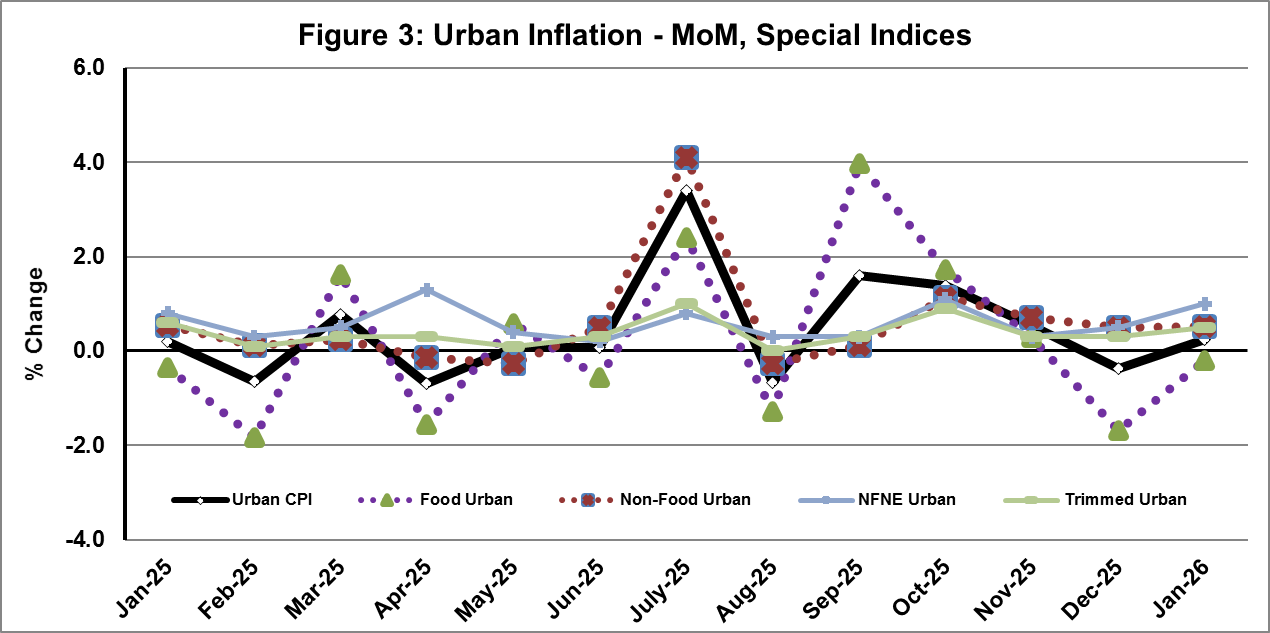 Figure 3: Urban Inflation - MoM, Special Indices
% Change
6.0
4.0
2.0
0.0
-2.0
-4.0
Urban CPI Food Urban Non-Food Urban NFNE Urban Trimmed Urban
Jan-25 Feb-25 Mar-25 Apr-25 May-25 Jun-25 July-25 Aug-25 Sep-25 Oct-25 Nov-25 Dec-25 Jan-26